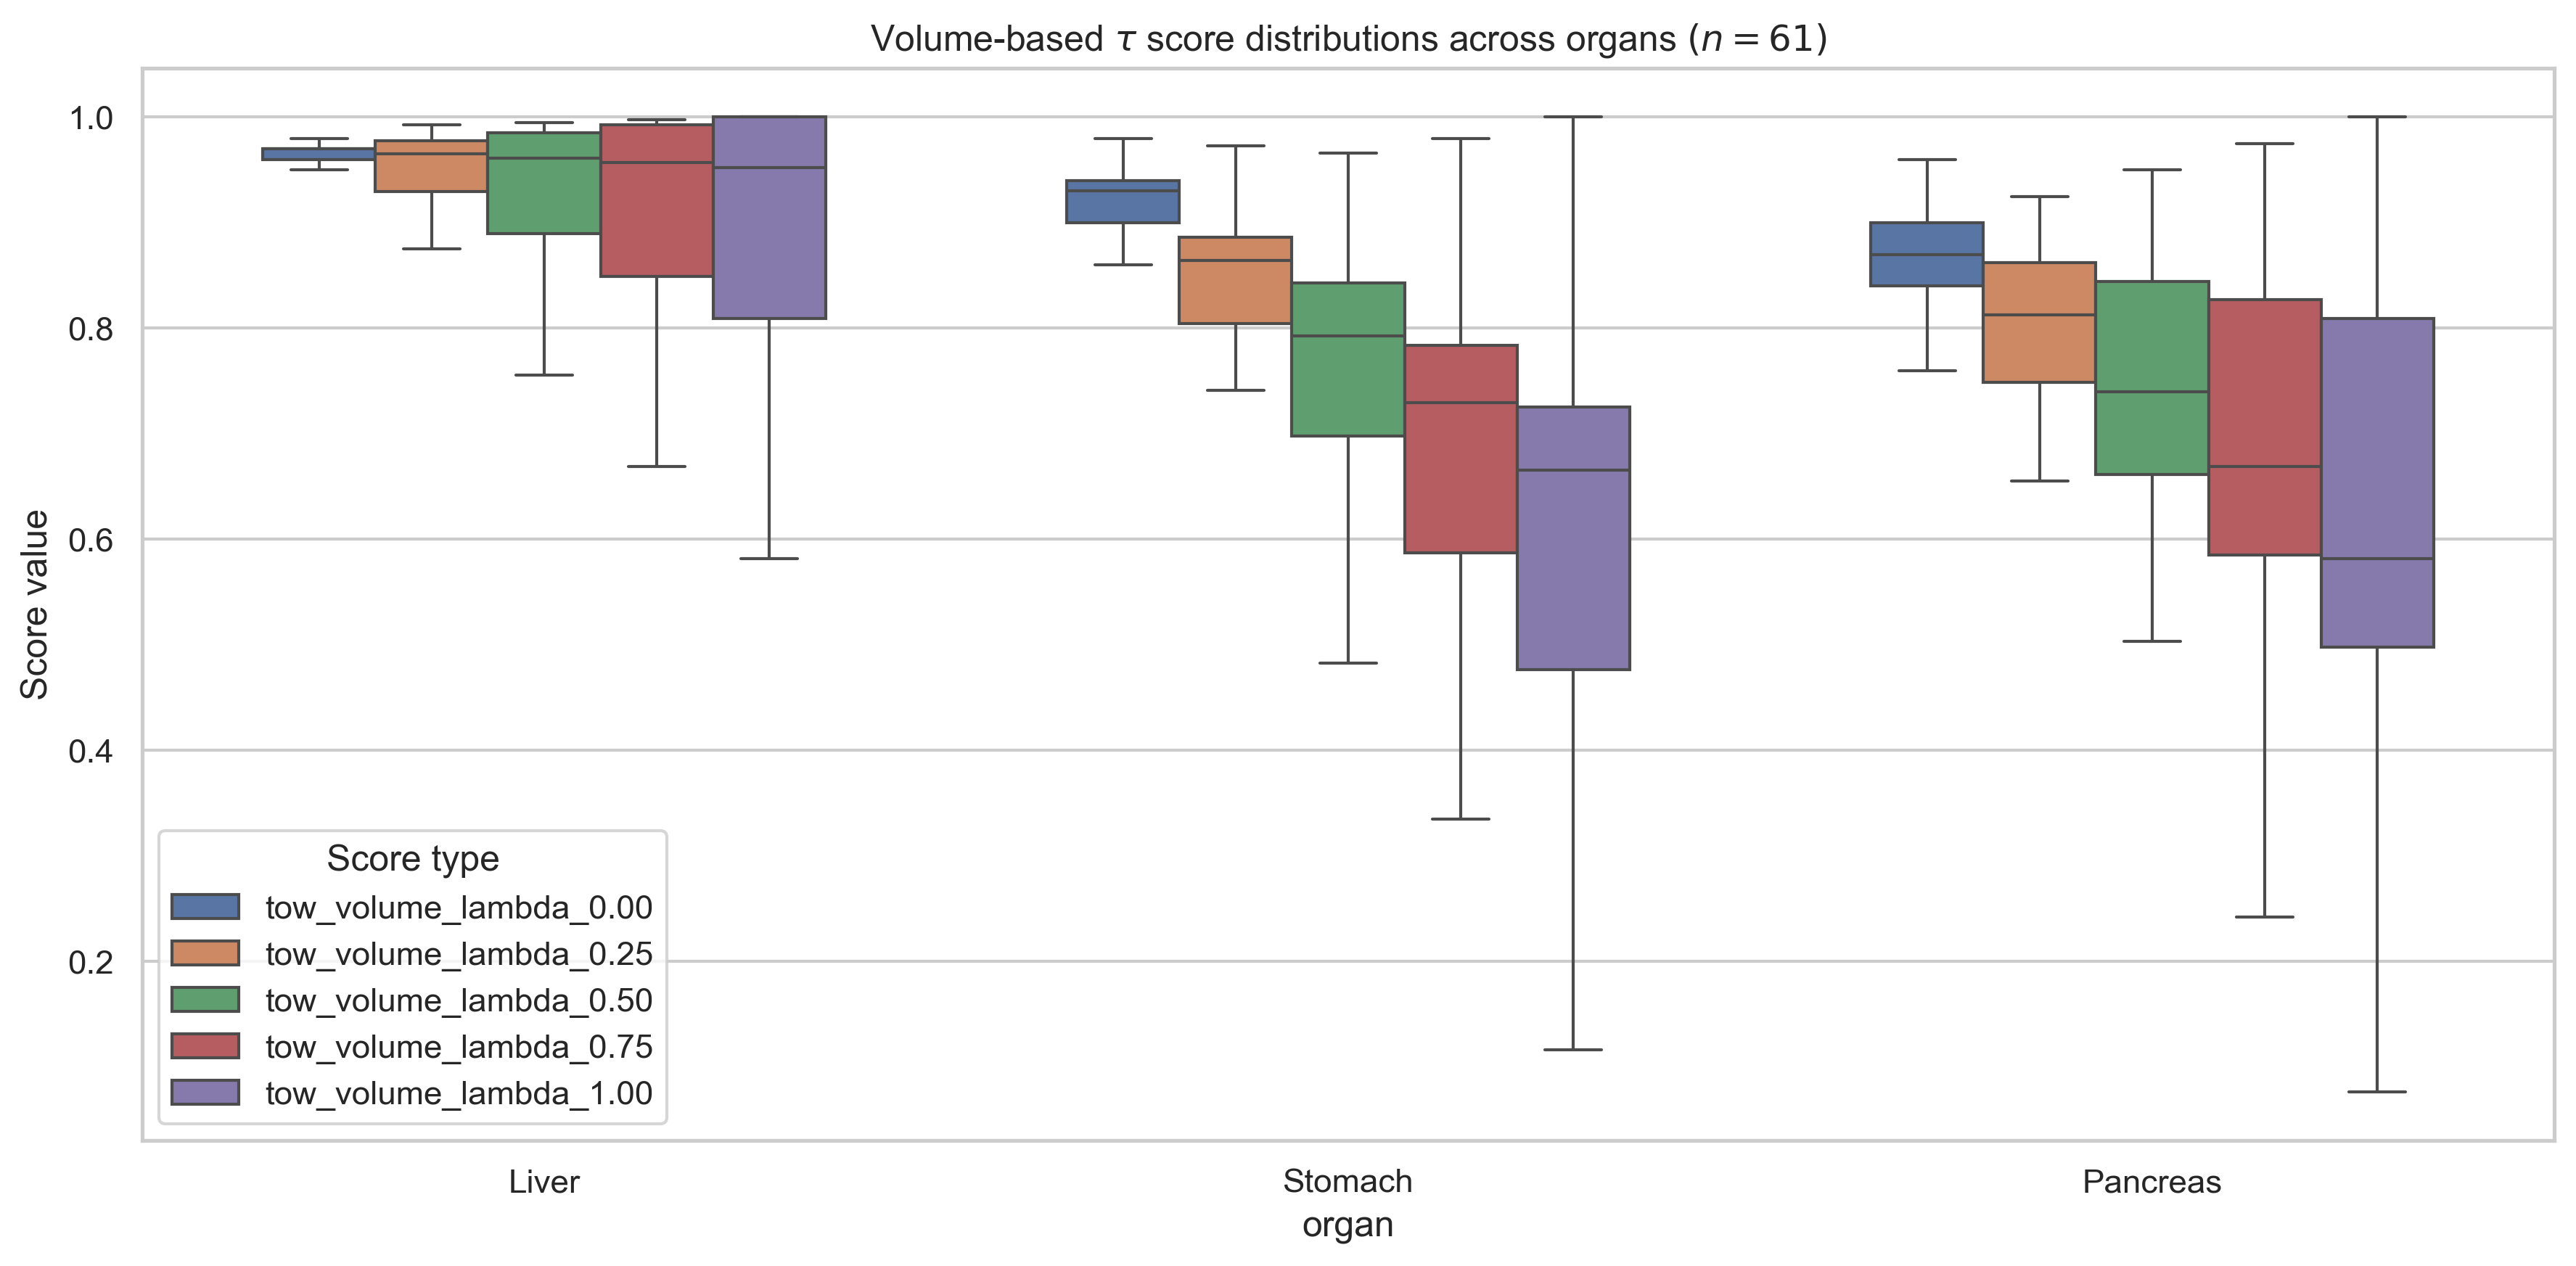 Volume-based τ score distributions across organs (n = 61)
Score value
1.0
0.8
0.6
0.4
0.2
Score type
tow_volume_lambda_0.00
tow_volume_lambda_0.25
tow_volume_lambda_0.50
tow_volume_lambda_0.75
tow_volume_lambda_1.00
Liver
Stomach
Pancreas
organ